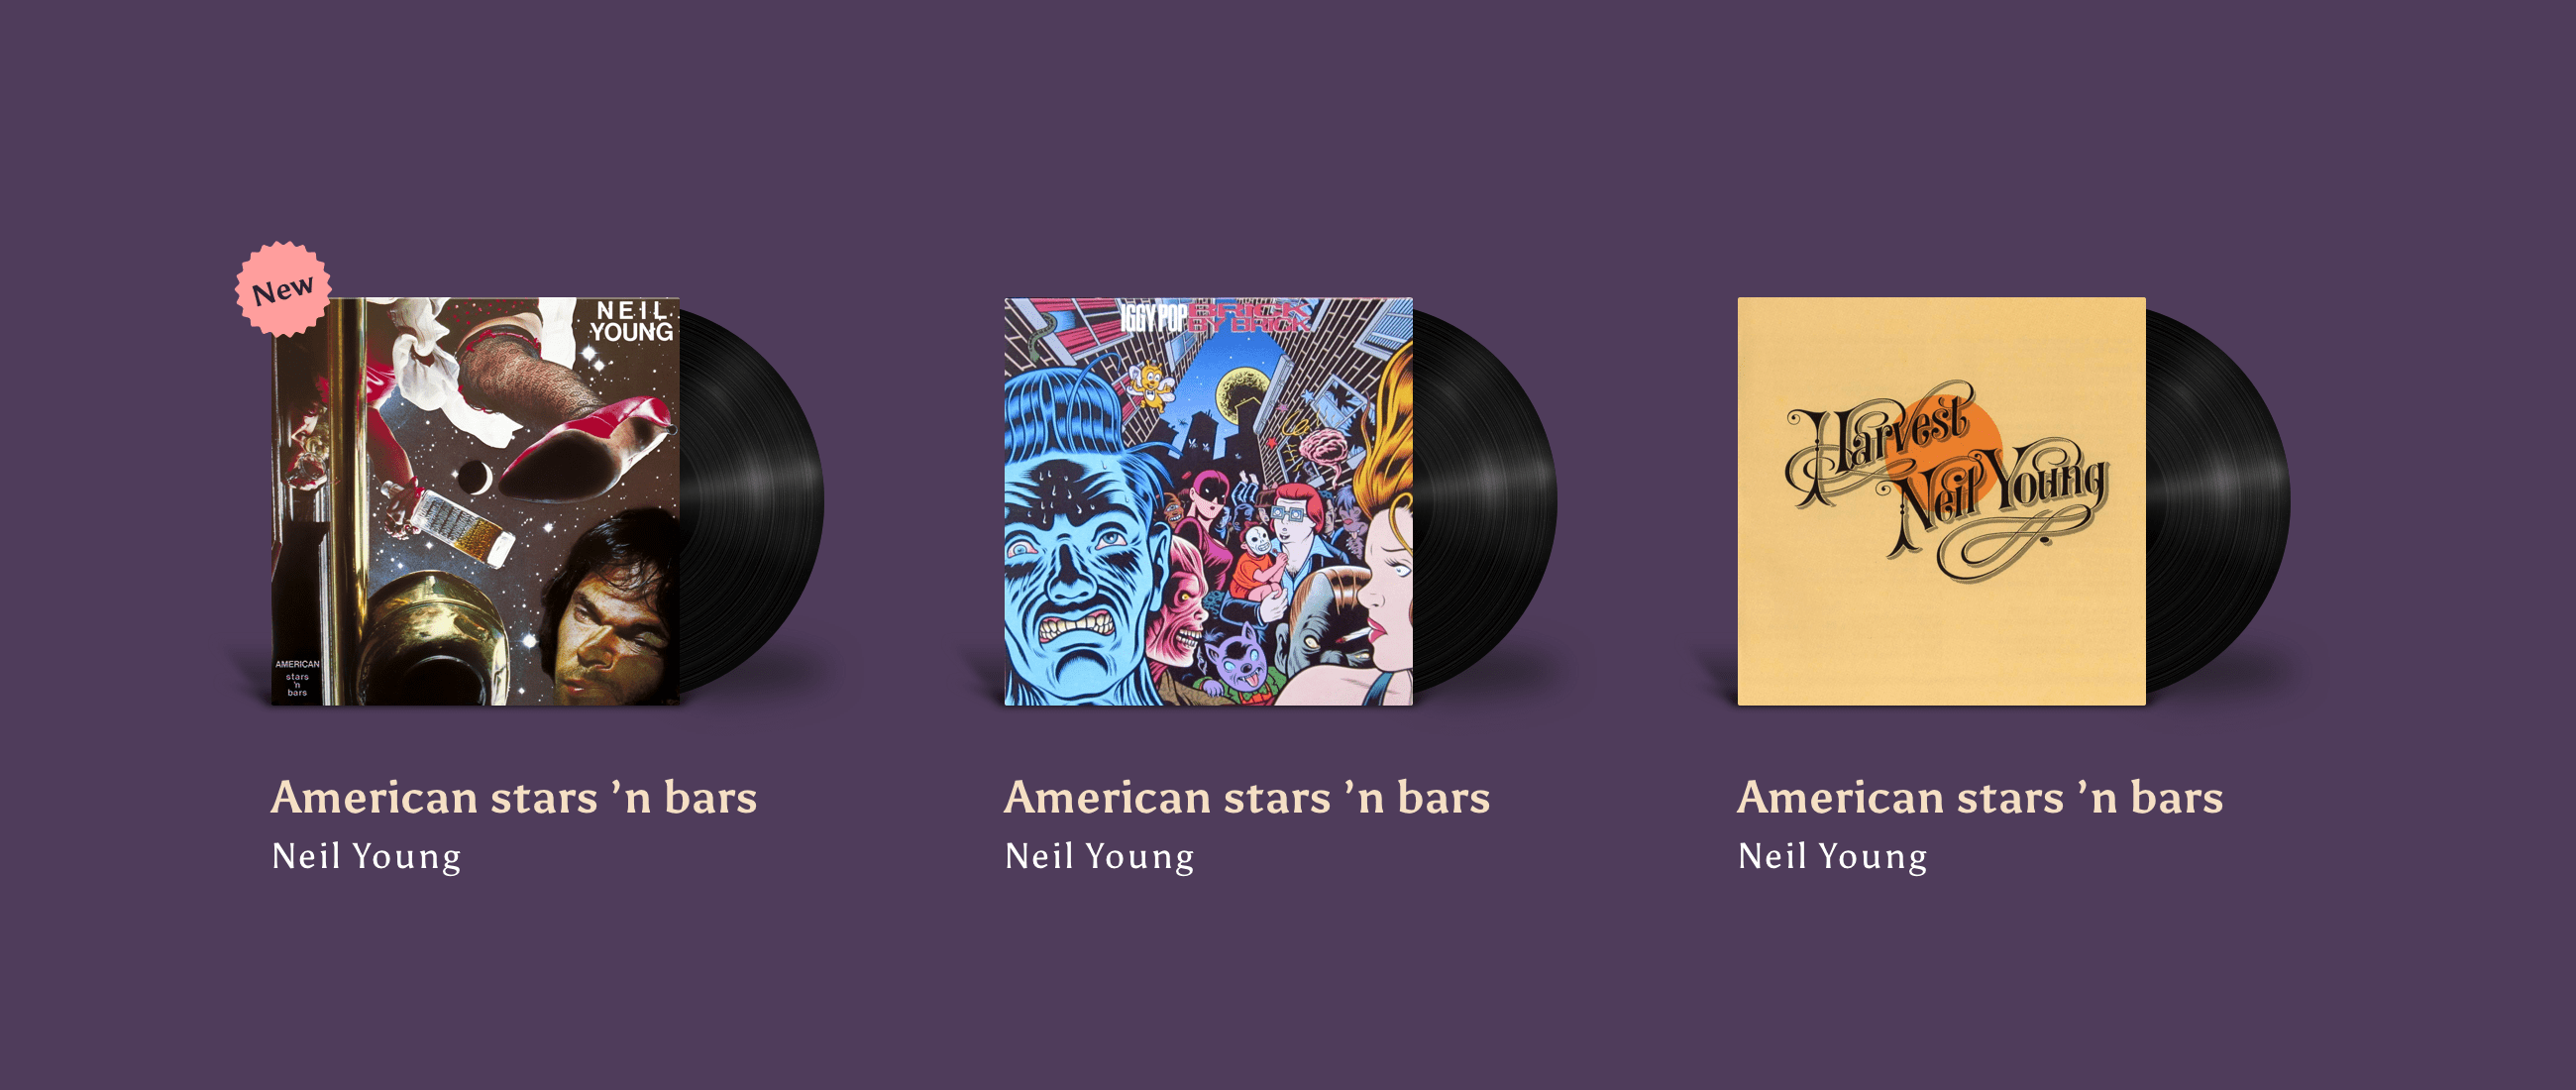 New
NEIL
YOUNG
AMERICAN
stars
'n
bars
IGGY POP BRICK
BY BRICK
Harvest
Neil Young
American stars ’n bars
Neil Young
American stars ’n bars
Neil Young
American stars ’n bars
Neil Young